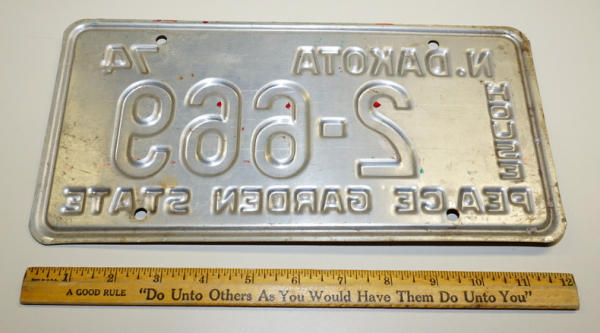 N. DAKOTA 74
HOUSE
2-669
PEACE GARDEN STATE
1 2 3 4 5 6 7 8 9 10 11 12
A GOOD RULE "Do Unto Others As You Would Have Them Do Unto You"